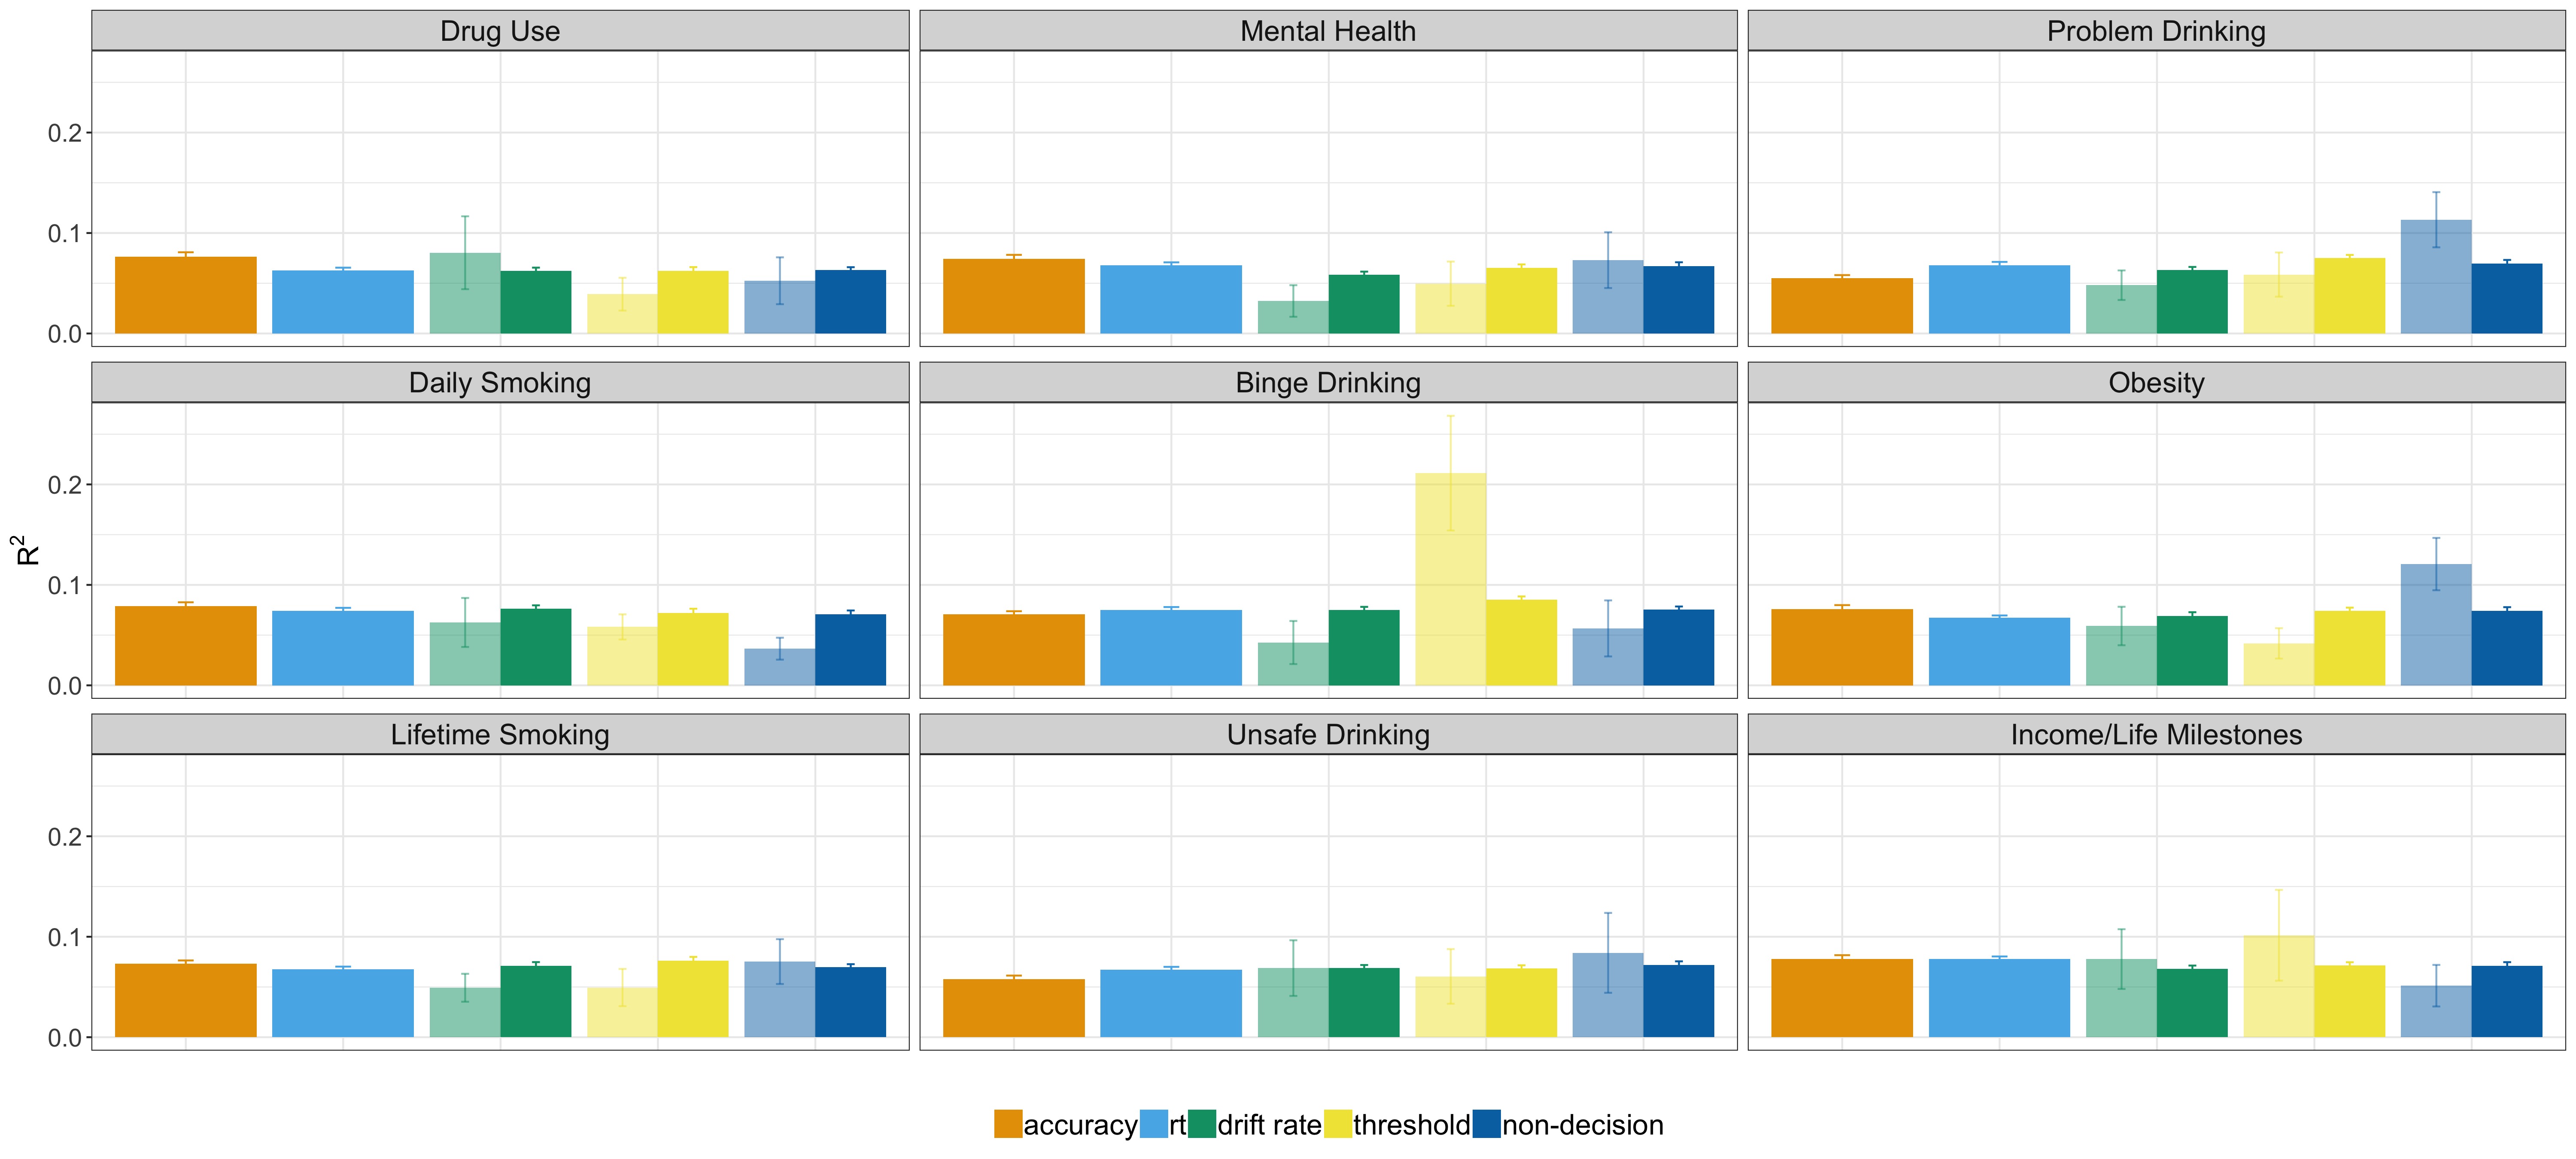 Drug Use
Mental Health
Problem Drinking
0.2
0.1
0.0
Daily Smoking
Binge Drinking
Obesity
R²
0.2
0.1
0.0
Lifetime Smoking
Unsafe Drinking
Income/Life Milestones
0.2
0.1
0.0
accuracy rt drift rate threshold non-decision